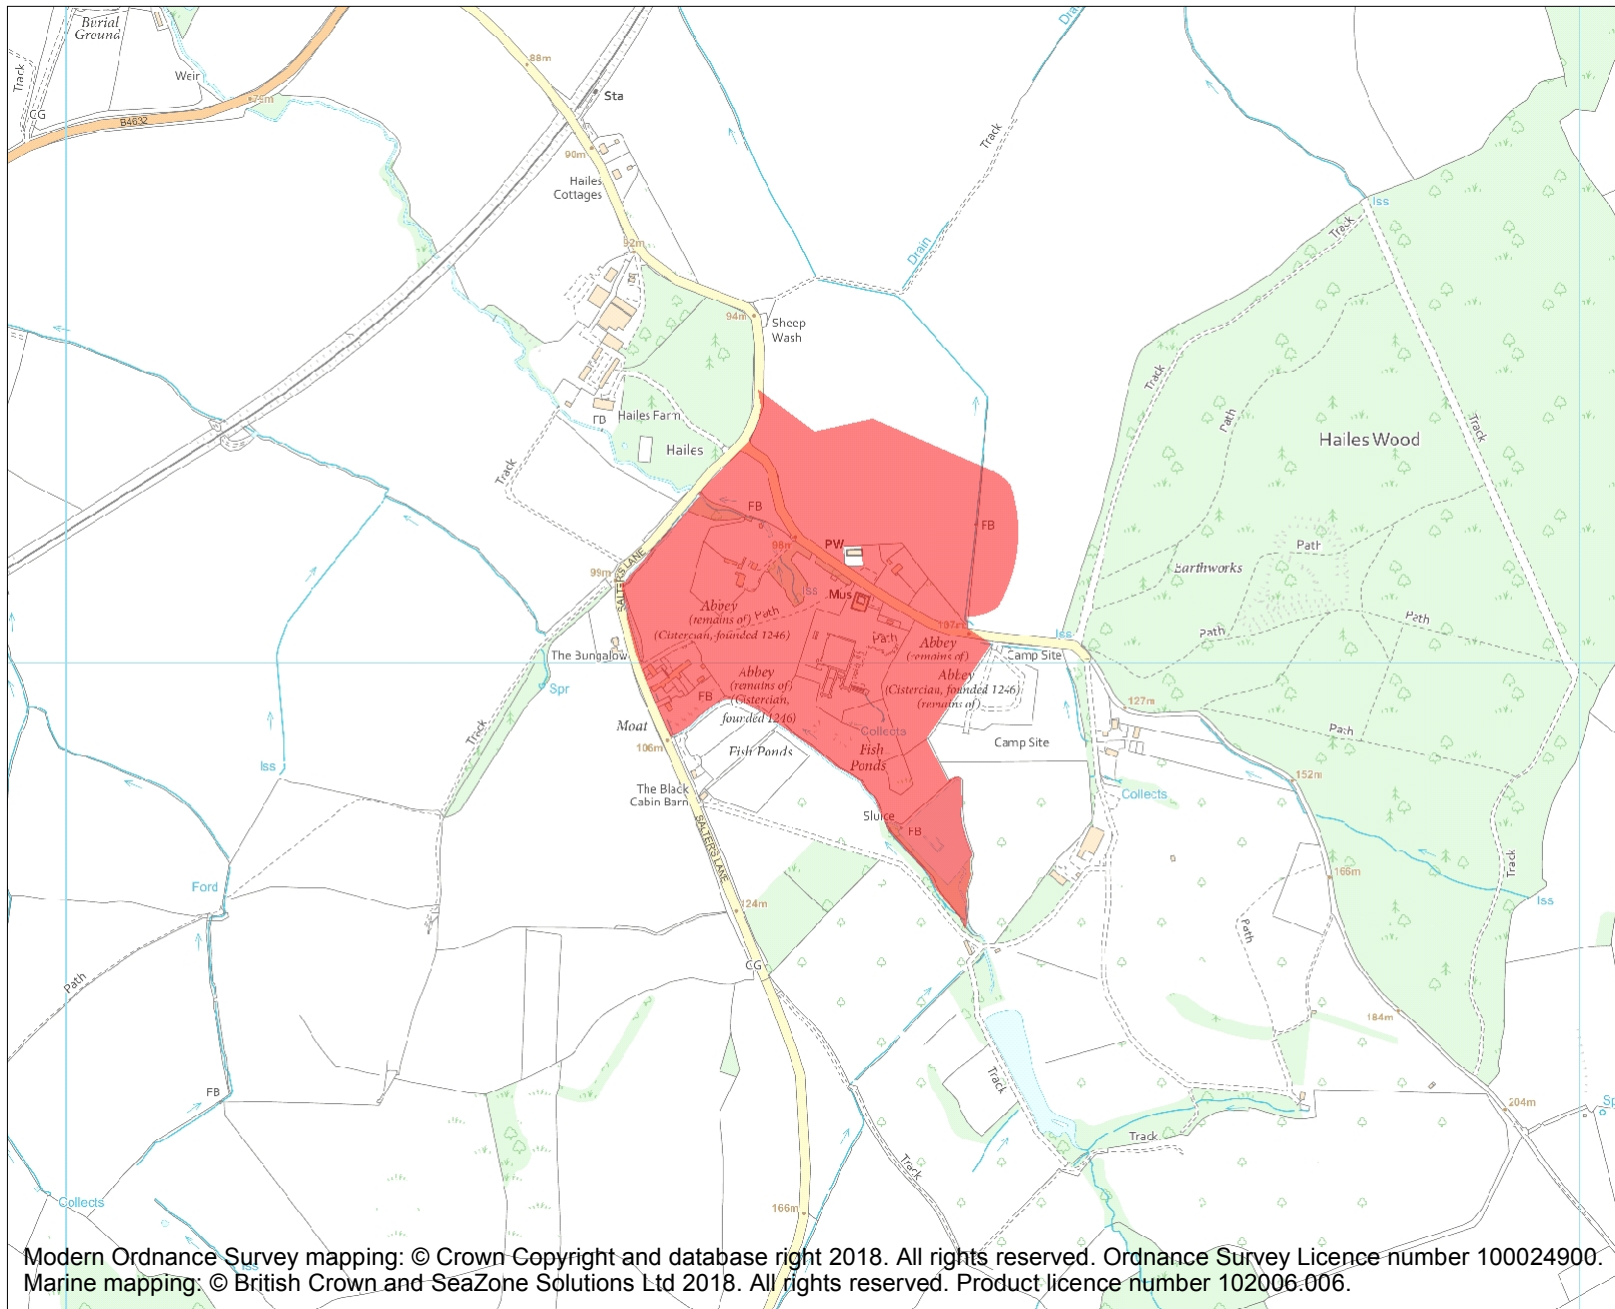 Burial
Ground
Track
CG
Weir
75m
B4632
88m
Sta
90m
Hailes
Cottages
92m
94m
Sheep
Wash
Drain
Track
Drain
Iss
Track
Track
Path
Track
Hailes Wood
Path
Earthworks
Path
Path
Path
Hailes Farm
FB
Hailes
Track
FB
FB
PW
98m
Iss
Mus
99m
SALTERS LANE
Abbey
(remains of)
Path
(Cistercian, founded 1246)
107m
Path
Abbey
(remains of)
Iss
Camp Site
The Bungalow
Spr
Abbey
(remains of)
(Cistercian,
founded 1246)
FB
Abbey
(Cistercian, founded 1246)
(remains of)
Moat
106m
Fish Ponds
Collects
Fish
Ponds
Camp Site
127m
152m
Collects
The Black
Cabin Barn
Sluice
FB
SALTERS LANE
Track
Iss
Ford
124m
CG
Path
166m
Track
Iss
Path
184m
FB
Track
Track
Track
204m
Sp
Collects
166m
Iss
Modern Ordnance Survey mapping: © Crown Copyright and database right 2018. All rights reserved. Ordnance Survey Licence number 100024900.
Marine mapping: © British Crown and SeaZone Solutions Ltd 2018. All rights reserved. Product licence number 102006.006.